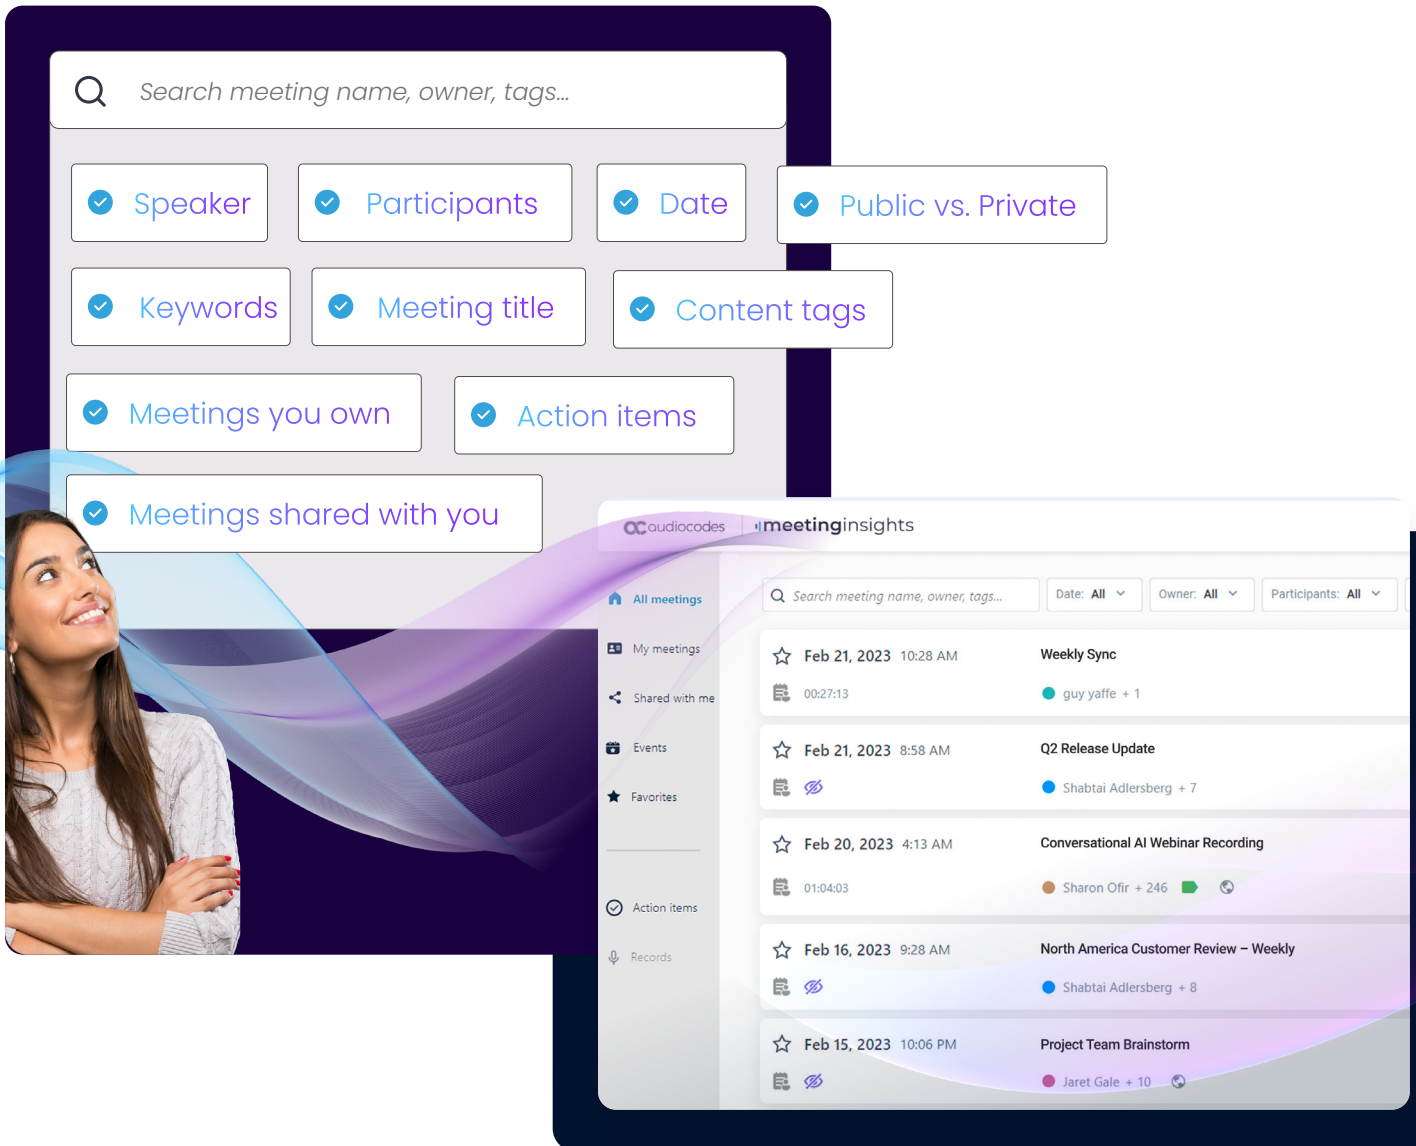 Search meeting name, owner, tags...
Speaker
Participants
Date
Public vs. Private
Keywords
Meeting title
Content tags
Meetings you own
Action items
Meetings shared with you
audiocodes
meetinginsights
All meetings
My meetings
Shared with me
Events
Favorites
Action items
Records
Search meeting name, owner, tags...
Date: All
Owner: All
Participants: All
Feb 21, 2023 10:28 AM
Weekly Sync
00:27:13
guy yaffe + 1
Feb 21, 2023 8:58 AM
Q2 Release Update
Shabtai Adlersberg + 7
Feb 20, 2023 4:13 AM
Conversational AI Webinar Recording
01:04:03
Sharon Ofir + 246
Feb 16, 2023 9:28 AM
North America Customer Review – Weekly
Shabtai Adlersberg + 8
Feb 15, 2023 10:06 PM
Project Team Brainstorm
Jaret Gale + 10